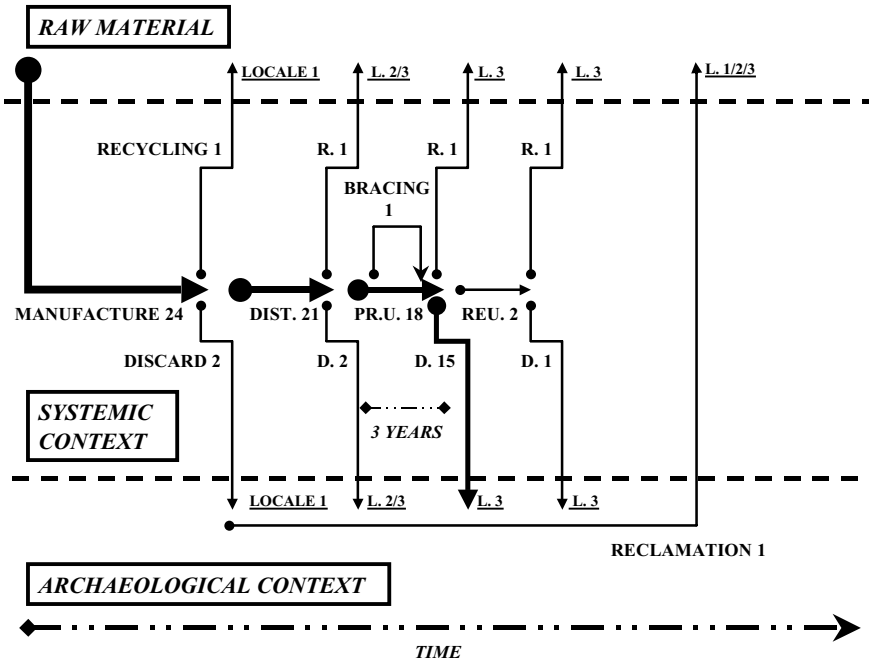 RAW MATERIAL
LOCALE 1
L. 2/3
L. 3
L. 3
L. 1/2/3
RECYCLING 1
R. 1
R. 1
R. 1
BRACING
1
MANUFACTURE 24
DIST. 21
PR.U. 18
REU. 2
DISCARD 2
D. 2
D. 15
D. 1
SYSTEMIC
CONTEXT
3 YEARS
LOCALE 1
L. 2/3
L. 3
L. 3
RECLAMATION 1
ARCHAEOLOGICAL CONTEXT
TIME